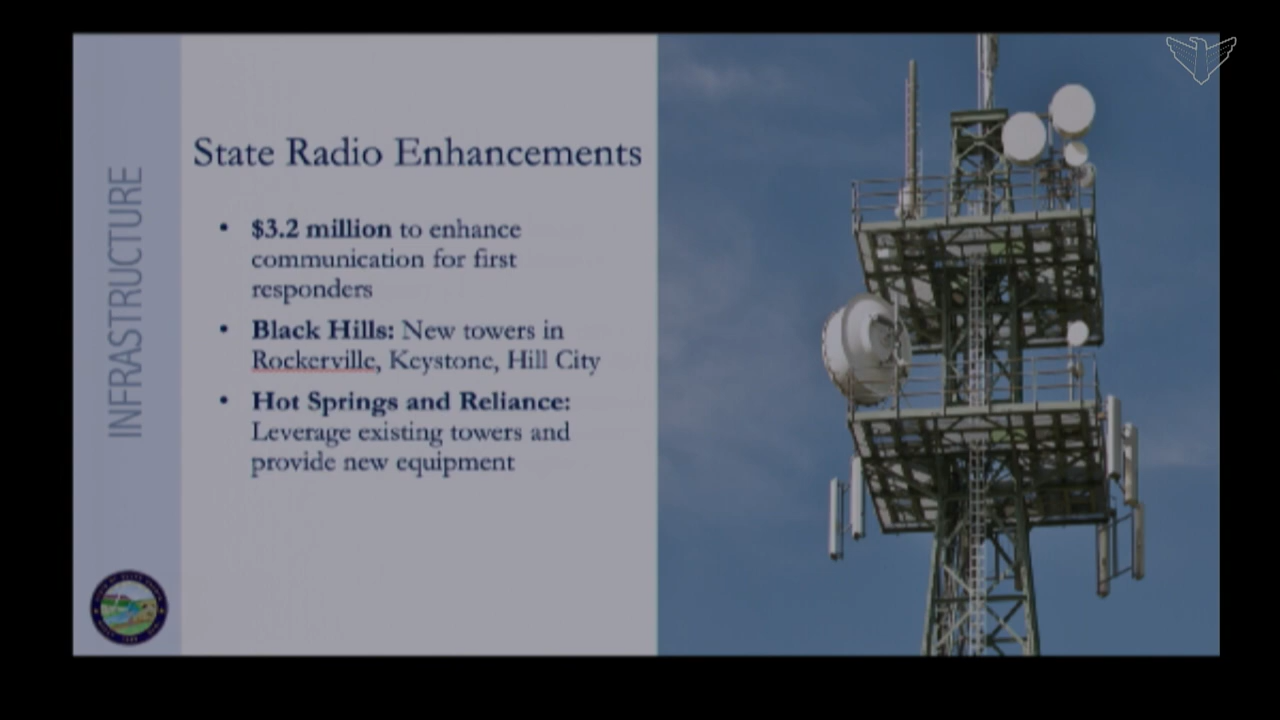 INFRASTRUCTURE
State Radio Enhancements
• $3.2 million to enhance
communication for first
responders
• Black Hills: New towers in
Rockerville, Keystone, Hill City
• Hot Springs and Reliance:
Leverage existing towers and
provide new equipment